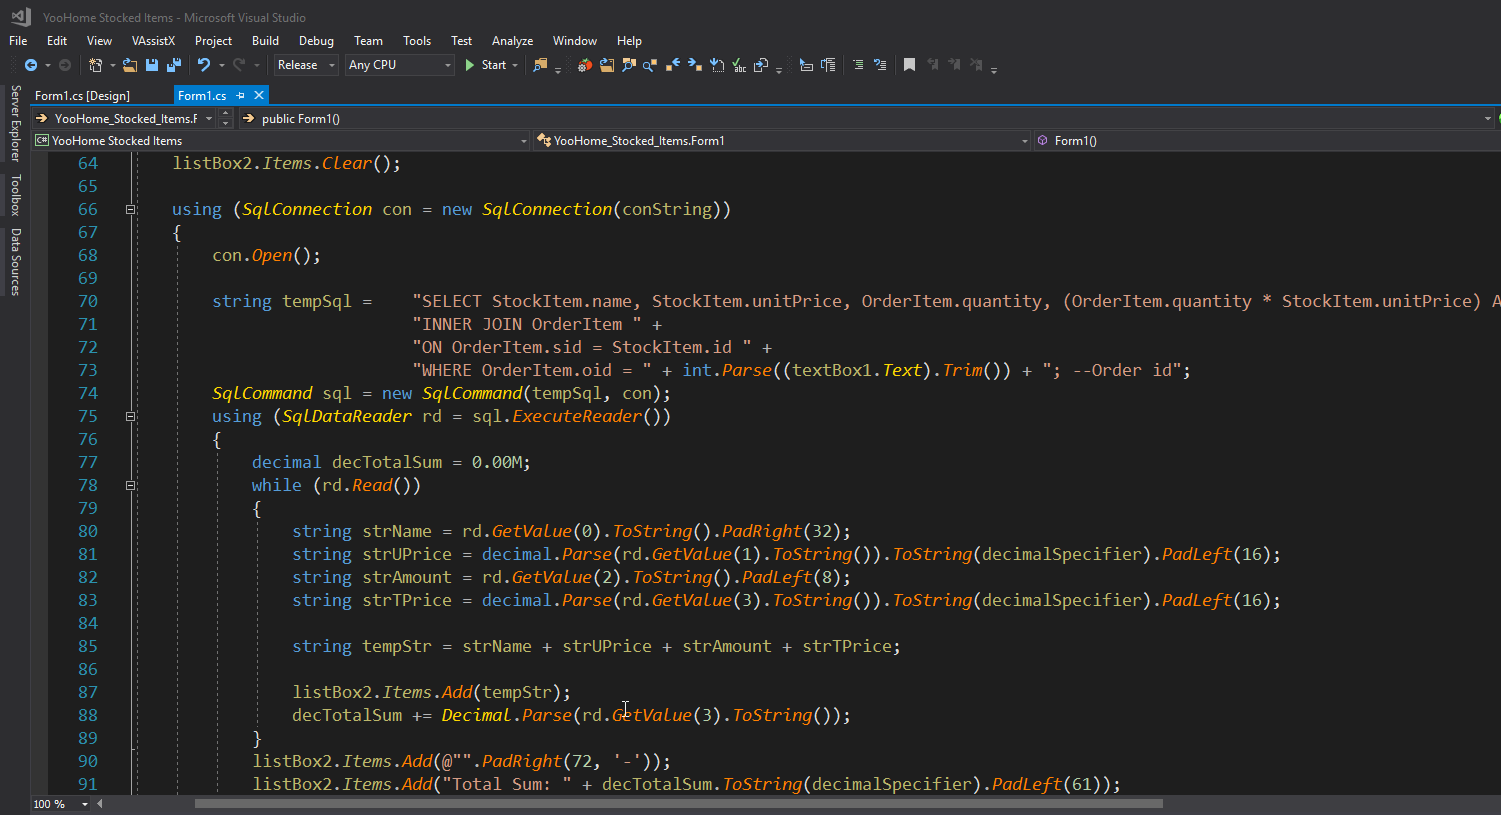 YooHome Stocked Items - Microsoft Visual Studio
File Edit View VAssistX Project Build Debug Team Tools Test Analyze Window Help
Release Any CPU Start
Form1.cs [Design] Form1.cs
YooHome_Stocked_Items.F public Form1()
C# YooHome Stocked Items YooHome_Stocked_Items.Form1 Form1()
Server Explorer
Toolbox
Data Sources
64 listBox2.Items.Clear();
65
66 using (SqlConnection con = new SqlConnection(conString))
67 {
68 con.Open();
69
70 string tempSql = "SELECT StockItem.name, StockItem.unitPrice, OrderItem.quantity, (OrderItem.quantity * StockItem.unitPrice) A
71 "INNER JOIN OrderItem " +
72 "ON OrderItem.sid = StockItem.id " +
73 "WHERE OrderItem.oid = " + int.Parse((textBox1.Text).Trim()) + "; --Order id";
74 SqlCommand sql = new SqlCommand(tempSql, con);
75 using (SqlDataReader rd = sql.ExecuteReader())
76 {
77 decimal decTotalSum = 0.00M;
78 while (rd.Read())
79 {
80 string strName = rd.GetValue(0).ToString().PadRight(32);
81 string strUPrice = decimal.Parse(rd.GetValue(1).ToString()).ToString(decimalSpecifier).PadLeft(16);
82 string strAmount = rd.GetValue(2).ToString().PadLeft(8);
83 string strTPrice = decimal.Parse(rd.GetValue(3).ToString()).ToString(decimalSpecifier).PadLeft(16);
84
85 string tempStr = strName + strUPrice + strAmount + strTPrice;
86
87 listBox2.Items.Add(tempStr);
88 decTotalSum += Decimal.Parse(rd.GetValue(3).ToString());
89 }
90 listBox2.Items.Add(@"".PadRight(72, '-'));
91 listBox2.Items.Add("Total Sum: " + decTotalSum.ToString(decimalSpecifier).PadLeft(61));
100 %